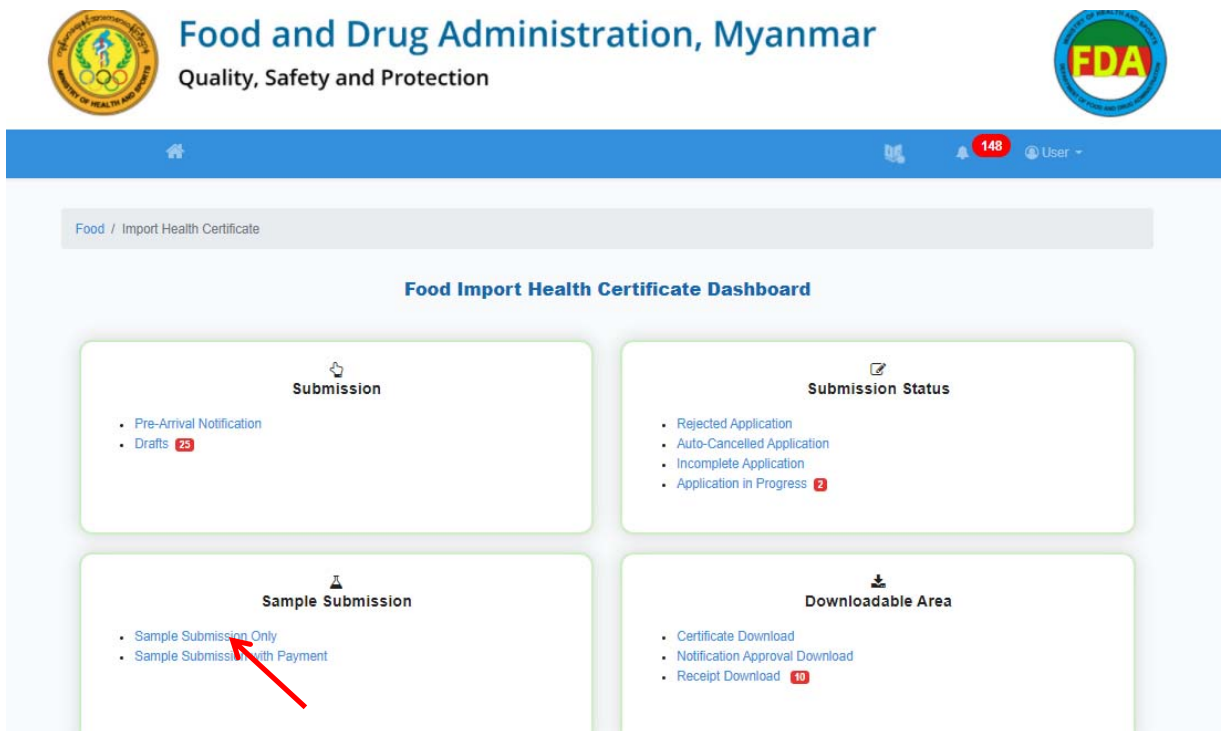 Food and Drug Administration, Myanmar
Quality, Safety and Protection
FDA
148 User
Food / Import Health Certificate
Food Import Health Certificate Dashboard
Submission
Pre-Arrival Notification
Drafts 25
Submission Status
Rejected Application
Auto-Cancelled Application
Incomplete Application
Application in Progress 2
Sample Submission
Sample Submission Only
Sample Submission with Payment
Downloadable Area
Certificate Download
Notification Approval Download
Receipt Download 10